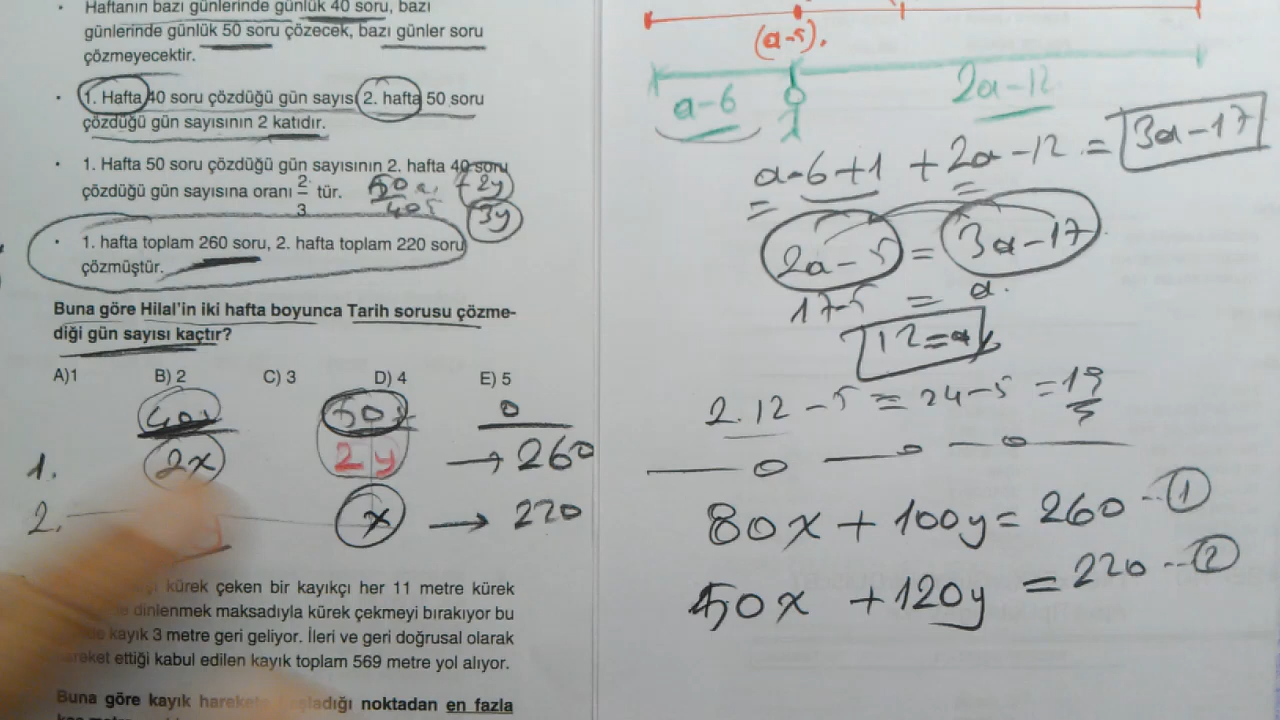 Haftanın bazı günlerinde günlük 40 soru, bazı
günlerinde günlük 50 soru çözecek, bazı günler soru
çözmeyecektir.
1. Hafta 40 soru çözdüğü gün sayısı 2. hafta 50 soru
çözdüğü gün sayısının 2 katıdır.
1. Hafta 50 soru çözdüğü gün sayısının 2. hafta 40 soru
çözdüğü gün sayısına oranı 2/3 tür.
2y
3y
1. hafta toplam 260 soru, 2. hafta toplam 220 soru
çözmüştür.
Buna göre Hilal'in iki hafta boyunca Tarih sorusu çözme-
diği gün sayısı kaçtır?
A)1 B) 2 C) 3 D) 4 E) 5
0
1. 2x 2y → 260
2. x → 220
kürek çeken bir kayıkçı her 11 metre kürek
dinlenmek maksadıyla kürek çekmeyi bırakıyor bu
kayık 3 metre geri geliyor. İleri ve geri doğrusal olarak
ettiği kabul edilen kayık toplam 569 metre yol alıyor.
Buna göre kayık noktadan en fazla
(a-5).
a-6 2a-12
a-6+1 +2a-12 = 3a-17
2a-5 = 3a-17
17-5 = a
12=a
2.12-5 = 24-5 = 19
80x + 100y = 260 --①
50x + 120y = 220 --②